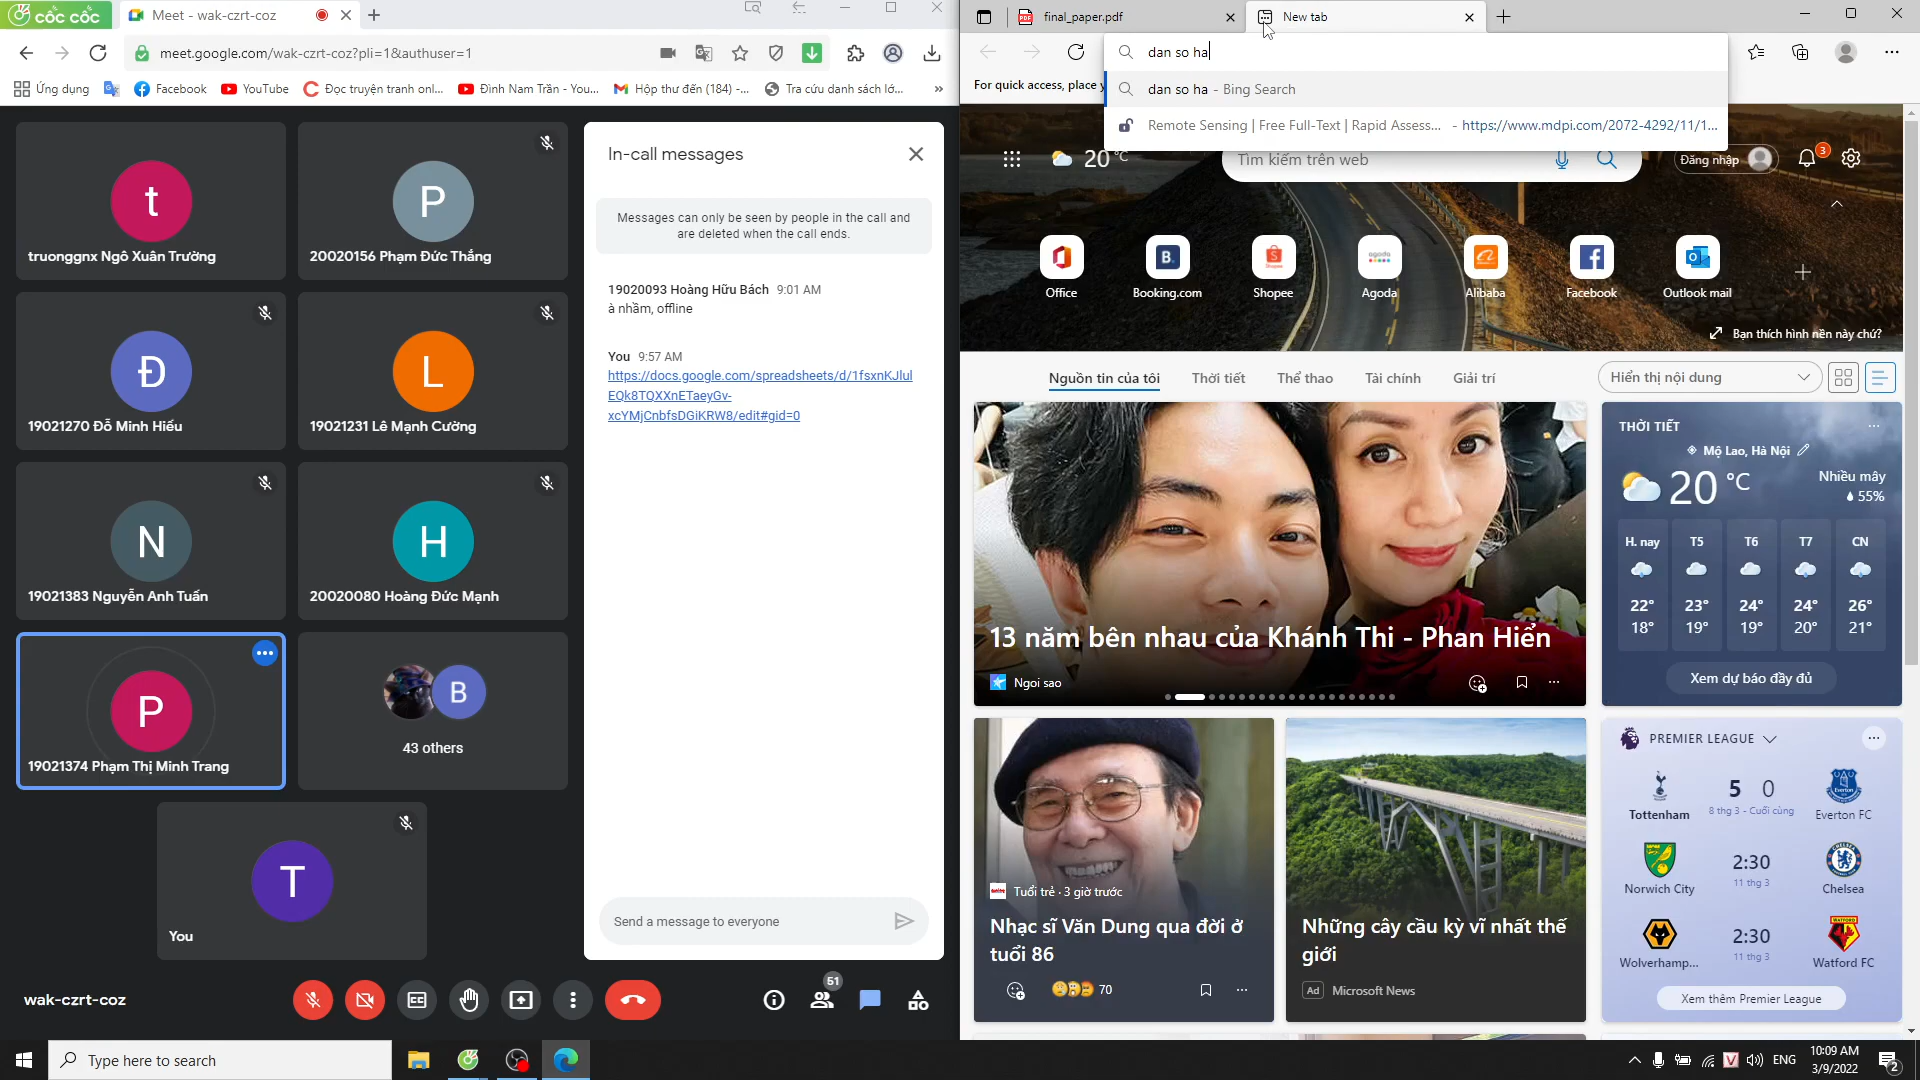 cốc cốc
Meet - wak-czrt-coz
meet.google.com/wak-czrt-coz?pli=1&authuser=1
Ứng dụng
Facebook
YouTube
Đọc truyện tranh onl...
Đình Nam Trần - You...
Hộp thư đến (184) -...
Tra cứu danh sách ló...
»
t
truonggnx Ngô Xuân Trường
P
20020156 Phạm Đức Thắng
Đ
19021270 Đỗ Minh Hiếu
L
19021231 Lê Mạnh Cường
N
19021383 Nguyễn Anh Tuấn
H
20020080 Hoàng Đức Mạnh
P
19021374 Phạm Thị Minh Trang
B
43 others
T
You
In-call messages
Messages can only be seen by people in the call and
are deleted when the call ends.
19020093 Hoàng Hữu Bách 9:01 AM
à nhầm, offline
You 9:57 AM
https://docs.google.com/spreadsheets/d/1fsxnKJlul
EQk8TQXXnETaeyGv-
xcYMjCnbfsDGiKRW8/edit#gid=0
Send a message to everyone
wak-czrt-coz
51
final_paper.pdf
New tab
dan so ha
For quick access, place y
dan so ha - Bing Search
Remote Sensing | Free Full-Text | Rapid Assess... - https://www.mdpi.com/2072-4292/11/1...
20 °C
Tìm kiếm trên web
Đăng nhập
3
Office
Booking.com
Shopee
Agoda
Alibaba
Facebook
Outlook mail
Bạn thích hình nền này chứ?
Nguồn tin của tôi
Thời tiết
Thể thao
Tài chính
Giải trí
Hiển thị nội dung
13 năm bên nhau của Khánh Thi - Phan Hiển
Ngoi sao
THỜI TIẾT
Mộ Lao, Hà Nội
20 °C
Nhiều mây
55%
H. nay T5 T6 T7 CN
22° 23° 24° 24° 26°
18° 19° 19° 20° 21°
Xem dự báo đầy đủ
Tuổi trẻ · 3 giờ trước
Nhạc sĩ Văn Dung qua đời ở
tuổi 86
70
Những cây cầu kỳ vĩ nhất thế
giới
Ad Microsoft News
PREMIER LEAGUE
5 0
8 thg 3 - Cuối cùng
Tottenham
Everton FC
2:30
11 thg 3
Norwich City
Chelsea
2:30
11 thg 3
Wolverhamp...
Watford FC
Xem thêm Premier League
Type here to search
ENG
10:09 AM
3/9/2022
2